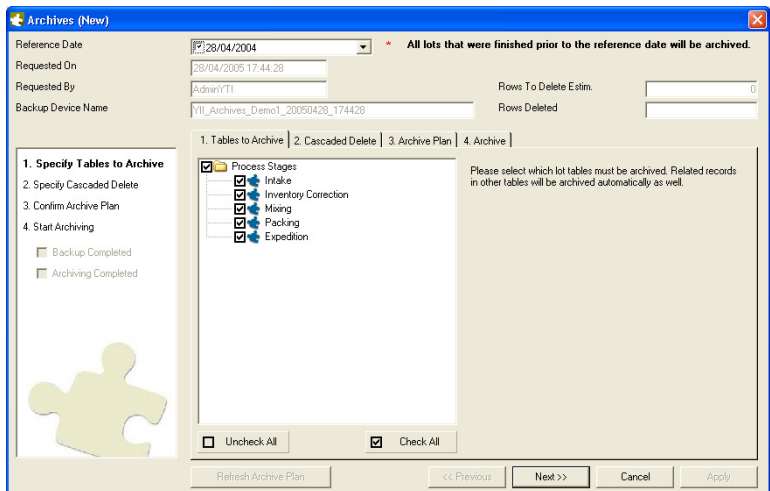 Archives (New)
Reference Date
28/04/2004
* All lots that were finished prior to the reference date will be archived.
Requested On
28/04/2005 17:44:28
Requested By
AdminYTI
Rows To Delete Estim.
0
Backup Device Name
YII_Archives_Demo1_20050428_174428
Rows Deleted
1. Tables to Archive
2. Cascaded Delete
3. Archive Plan
4. Archive
1. Specify Tables to Archive
2. Specify Cascaded Delete
3. Confirm Archive Plan
4. Start Archiving
Backup Completed
Archiving Completed
Process Stages
Intake
Inventory Correction
Mixing
Packing
Expedition
Please select which lot tables must be archived. Related records
in other tables will be archived automatically as well.
Uncheck All
Check All
Refresh Archive Plan
<< Previous
Next >>
Cancel
Apply